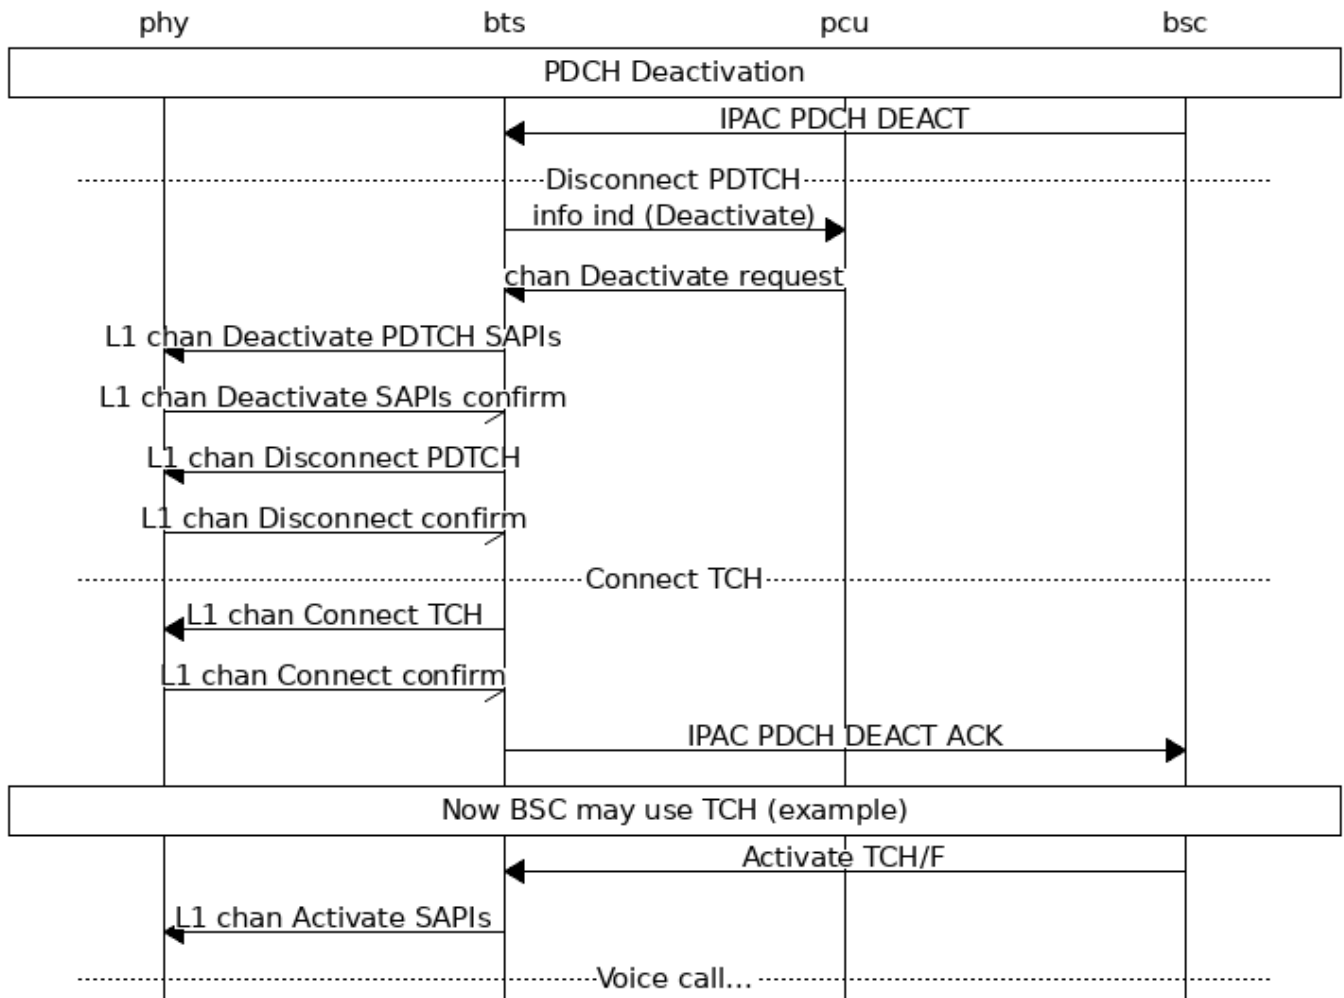 phy bts pcu bsc
PDCH Deactivation
IPAC PDCH DEACT
Disconnect PDTCH
info ind (Deactivate)
chan Deactivate request
L1 chan Deactivate PDTCH SAPIs
L1 chan Deactivate SAPIs confirm
L1 chan Disconnect PDTCH
L1 chan Disconnect confirm
Connect TCH
L1 chan Connect TCH
L1 chan Connect confirm
IPAC PDCH DEACT ACK
Now BSC may use TCH (example)
Activate TCH/F
L1 chan Activate SAPIs
Voice call...